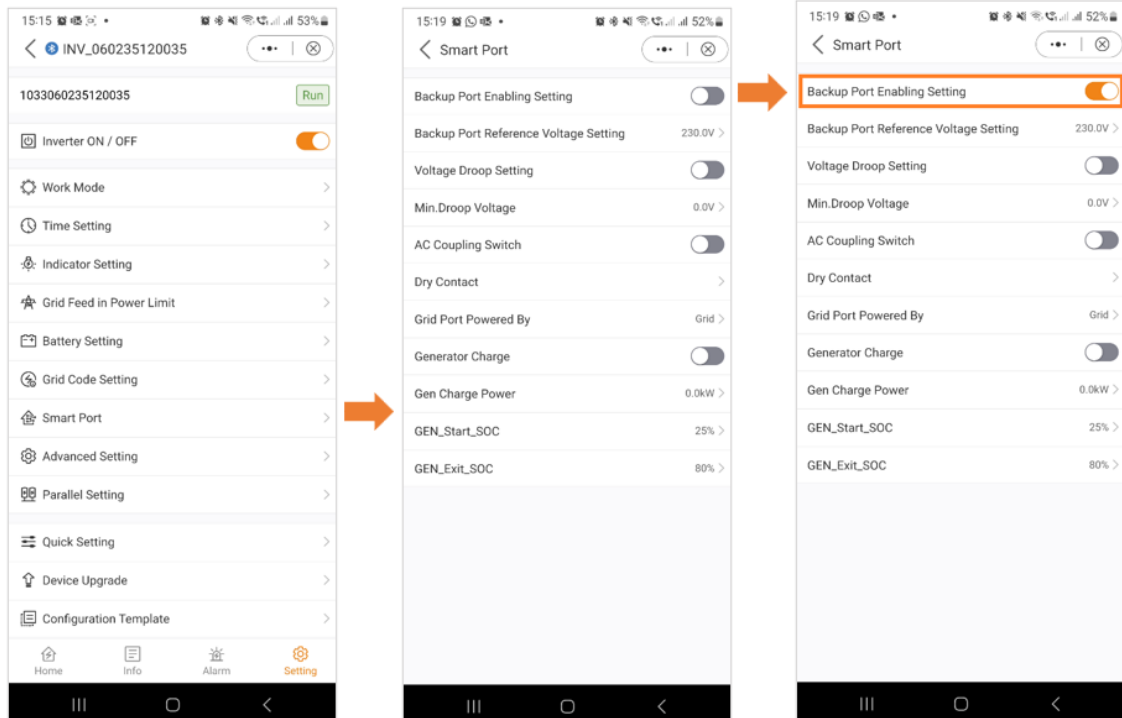 15:15 53%
INV_060235120035
1033060235120035 Run
Inverter ON / OFF
Work Mode
Time Setting
Indicator Setting
Grid Feed in Power Limit
Battery Setting
Grid Code Setting
Smart Port
Advanced Setting
Parallel Setting
Quick Setting
Device Upgrade
Configuration Template
Home Info Alarm Setting
15:19 52%
Smart Port
Backup Port Enabling Setting
Backup Port Reference Voltage Setting 230.0V
Voltage Droop Setting
Min.Droop Voltage 0.0V
AC Coupling Switch
Dry Contact
Grid Port Powered By Grid
Generator Charge
Gen Charge Power 0.0kW
GEN_Start_SOC 25%
GEN_Exit_SOC 80%
15:19 52%
Smart Port
Backup Port Enabling Setting
Backup Port Reference Voltage Setting 230.0V
Voltage Droop Setting
Min.Droop Voltage 0.0V
AC Coupling Switch
Dry Contact
Grid Port Powered By Grid
Generator Charge
Gen Charge Power 0.0kW
GEN_Start_SOC 25%
GEN_Exit_SOC 80%